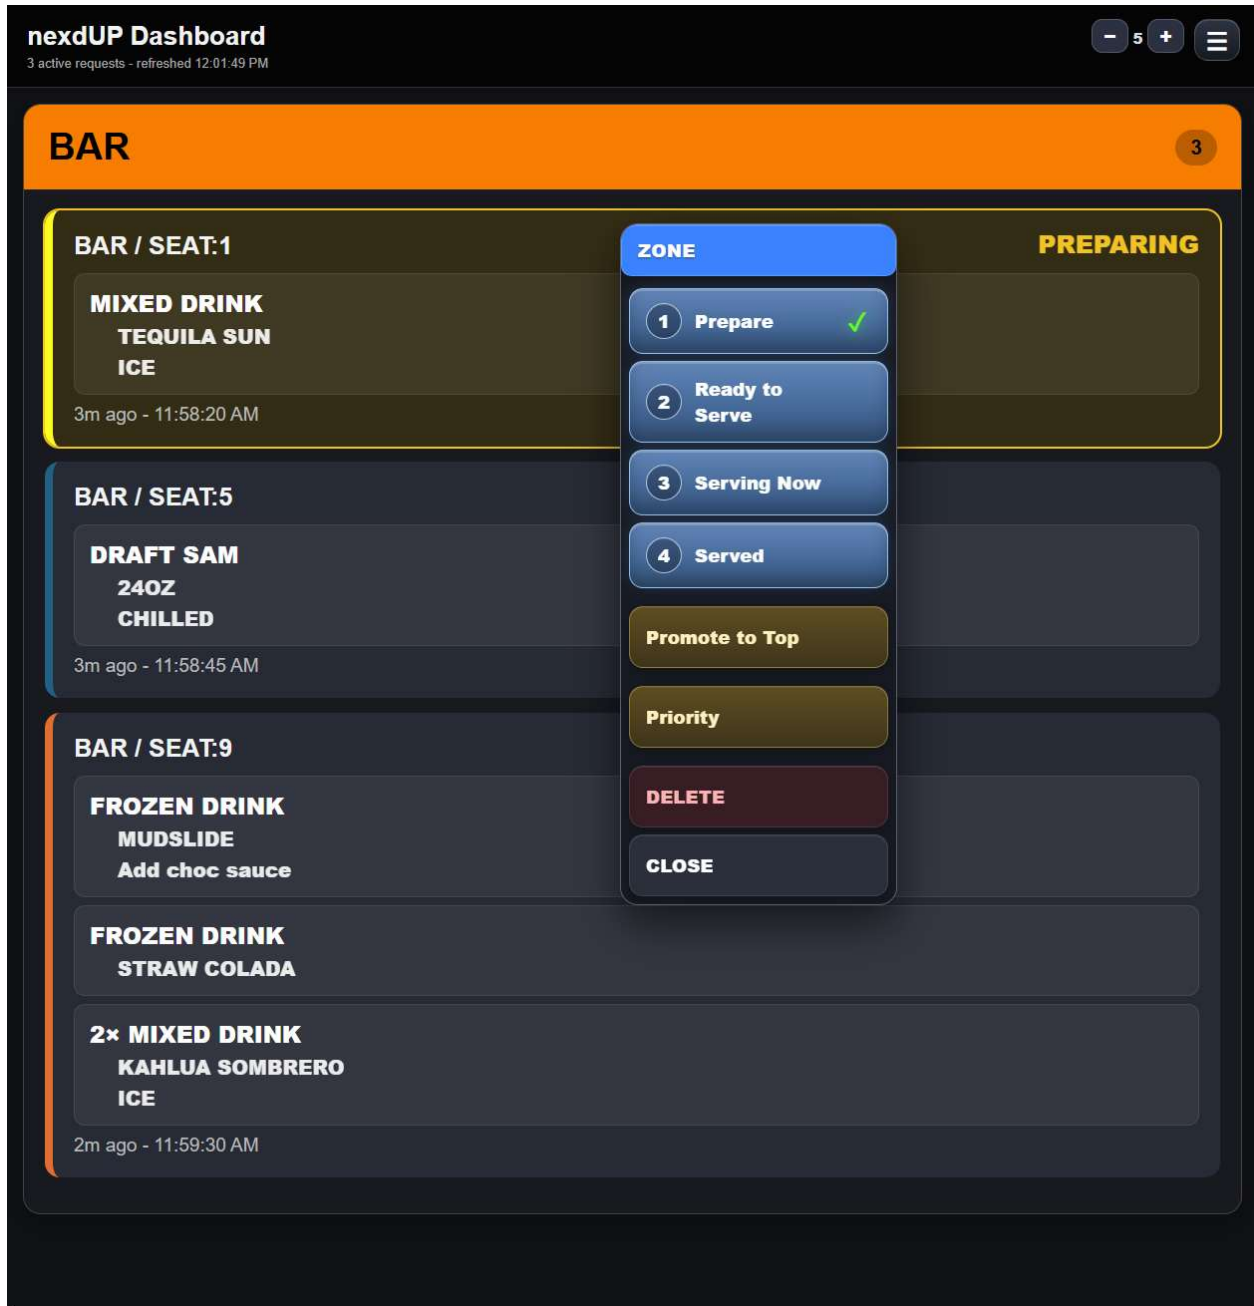 nexdUP Dashboard
3 active requests - refreshed 12:01:49 PM
− 5 +
BAR
3
BAR / SEAT:1
PREPARING
MIXED DRINK
TEQUILA SUN
ICE
3m ago - 11:58:20 AM
BAR / SEAT:5
DRAFT SAM
24OZ
CHILLED
3m ago - 11:58:45 AM
BAR / SEAT:9
FROZEN DRINK
MUDSLIDE
Add choc sauce
FROZEN DRINK
STRAW COLADA
2× MIXED DRINK
KAHLUA SOMBRERO
ICE
2m ago - 11:59:30 AM
ZONE
1 Prepare ✓
2 Ready to
Serve
3 Serving Now
4 Served
Promote to Top
Priority
DELETE
CLOSE